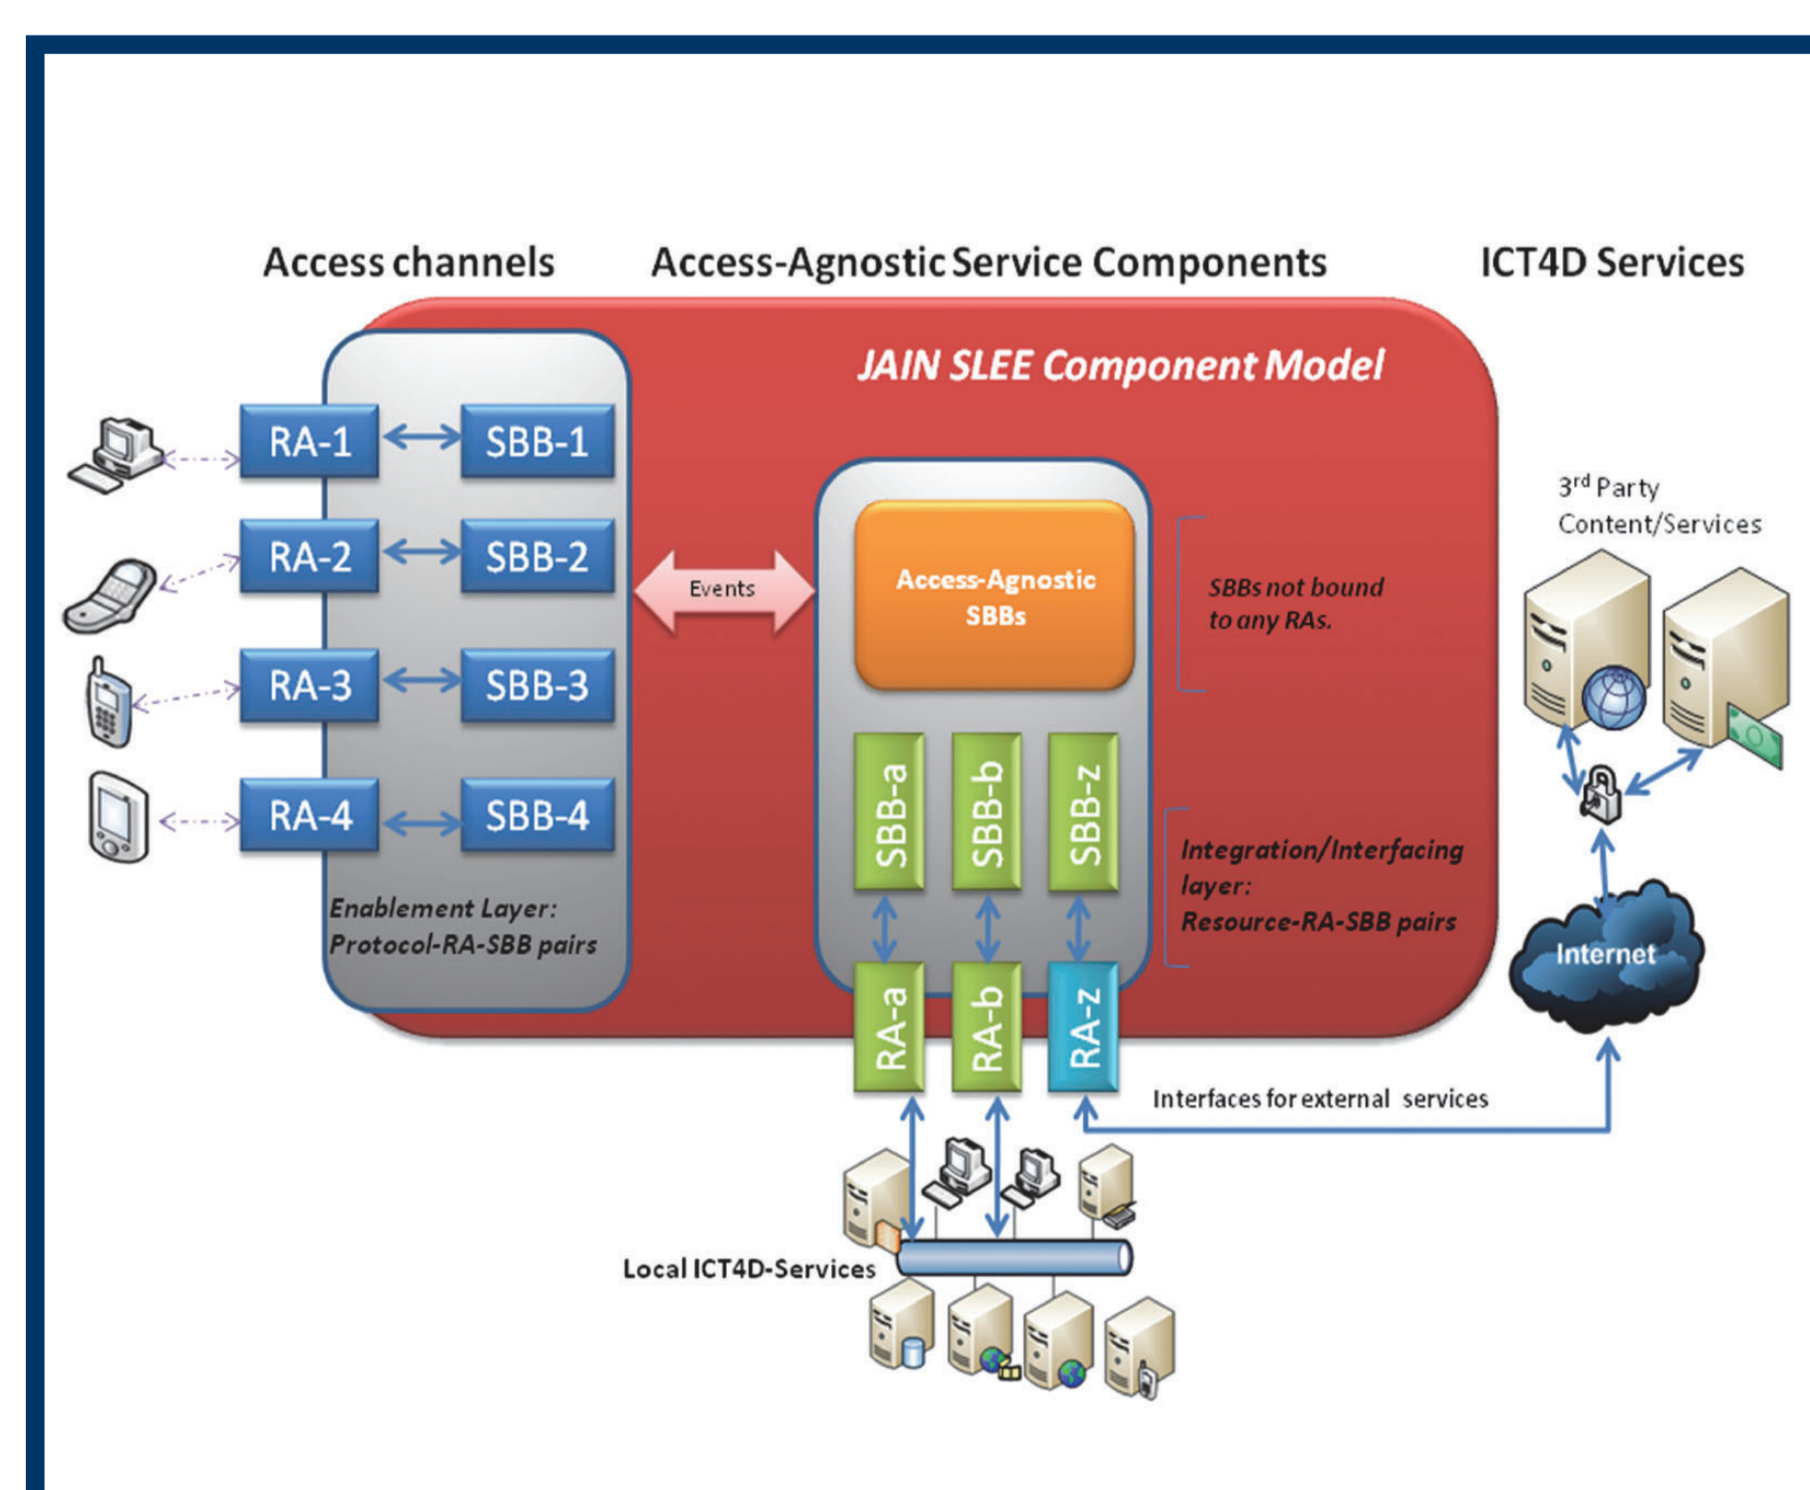 Access channels
Access-Agnostic Service Components
ICT4D Services
JAIN SLEE Component Model
RA-1
SBB-1
RA-2
SBB-2
RA-3
SBB-3
RA-4
SBB-4
Enablement Layer:
Protocol-RA-SBB pairs
Events
Access-Agnostic
SBBs
SBBs not bound
to any RAs.
SBB-a
SBB-b
SBB-z
Integration/Interfacing
layer:
Resource-RA-SBB pairs
RA-a
RA-b
RA-z
3rd Party
Content/Services
Internet
Interfaces for external services
Local ICT4D-Services